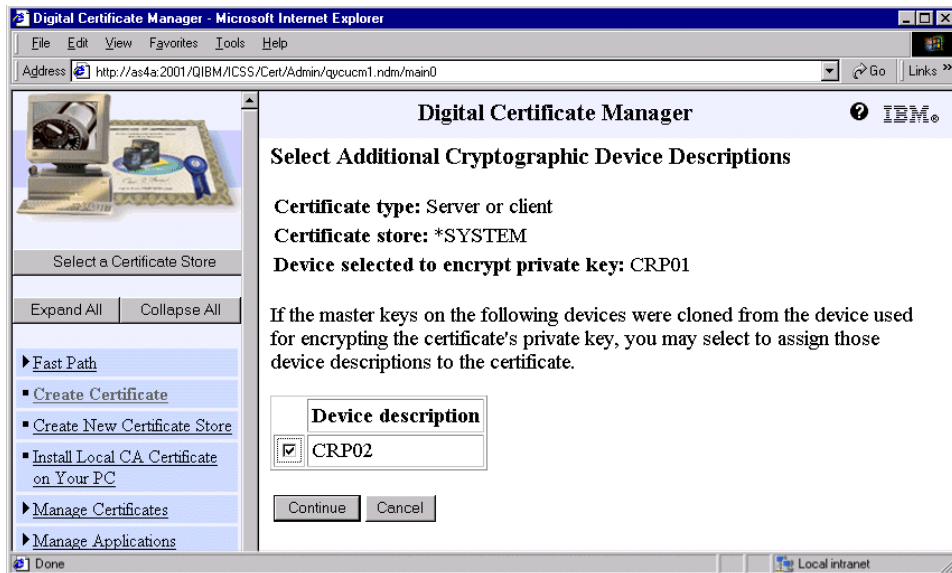 Digital Certificate Manager - Microsoft Internet Explorer
File Edit View Favorites Tools Help
Address http://as4a:2001/QIBM/ICSS/Cert/Admin/qycucm1.ndm/main0 Go Links »
Select a Certificate Store
Expand All Collapse All
Fast Path
Create Certificate
Create New Certificate Store
Install Local CA Certificate
on Your PC
Manage Certificates
Manage Applications
Digital Certificate Manager
IBM®
Select Additional Cryptographic Device Descriptions
Certificate type: Server or client
Certificate store: *SYSTEM
Device selected to encrypt private key: CRP01
If the master keys on the following devices were cloned from the device used
for encrypting the certificate's private key, you may select to assign those
device descriptions to the certificate.
Device description
CRP02
Continue Cancel
Done Local intranet